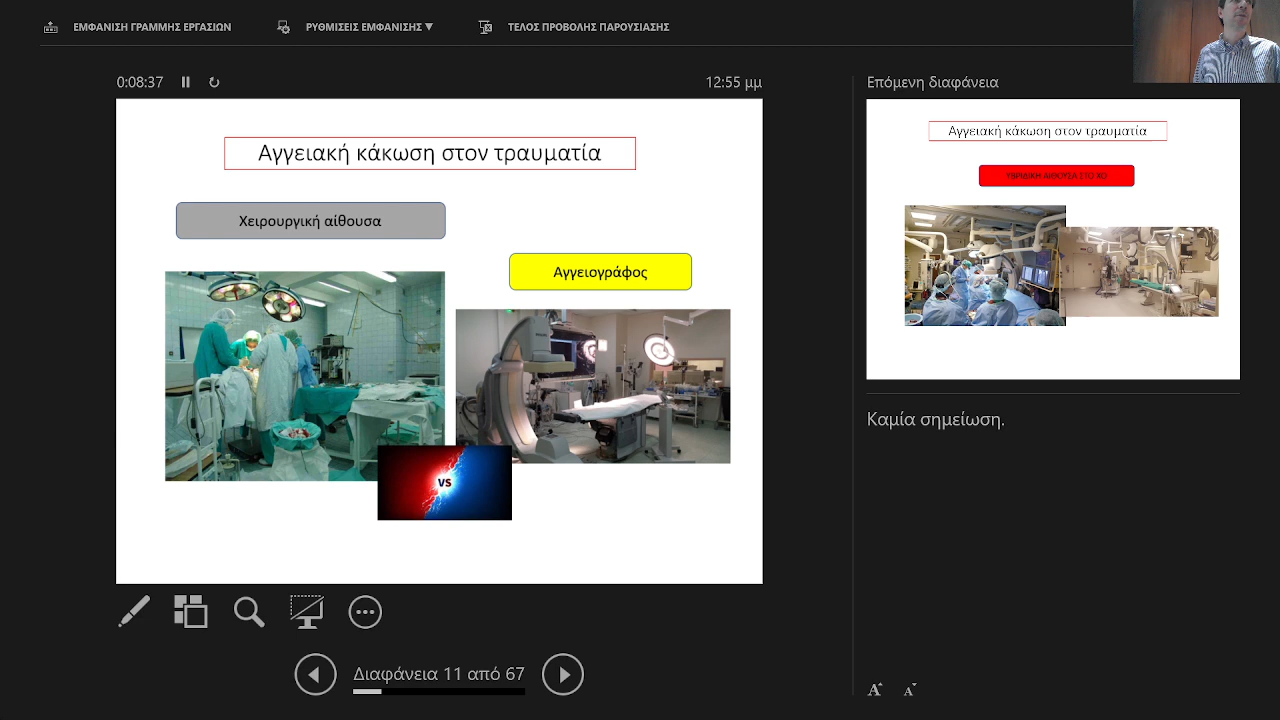 ΕΜΦΑΝΙΣΗ ΓΡΑΜΜΗΣ ΕΡΓΑΣΙΩΝ
ΡΥΘΜΙΣΕΙΣ ΕΜΦΑΝΙΣΗΣ ▼
ΤΕΛΟΣ ΠΡΟΒΟΛΗΣ ΠΑΡΟΥΣΙΑΣΗΣ
0:08:37
12:55 μμ
Αγγειακή κάκωση στον τραυματία
Χειρουργική αίθουσα
Αγγειογράφος
VS
Διαφάνεια 11 από 67
Επόμενη διαφάνεια
Αγγειακή κάκωση στον τραυματία
ΥΒΡΙΔΙΚΗ ΑΙΘΟΥΣΑ ΣΤΟ ΧΟ
Καμία σημείωση.
A A